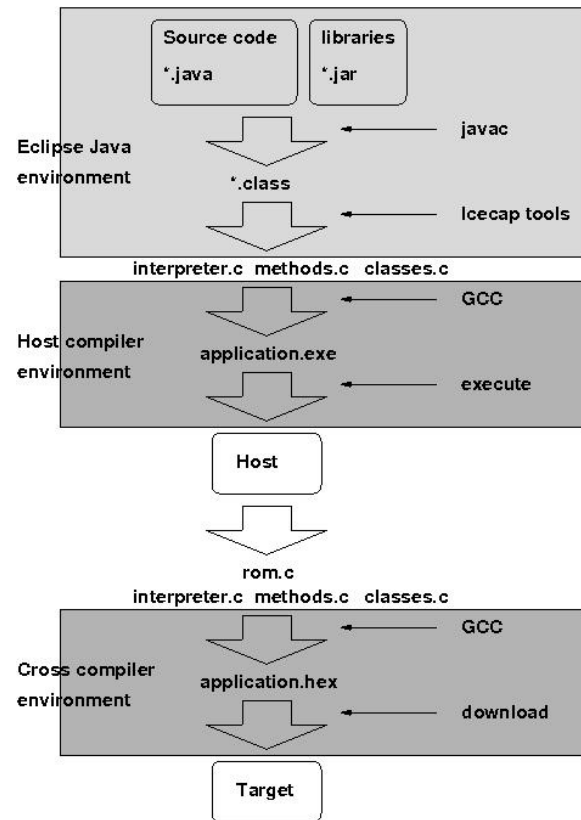 Source code
*.java
libraries
*.jar
javac
Eclipse Java
environment
*.class
Icecap tools
interpreter.c methods.c classes.c
GCC
Host compiler
environment
application.exe
execute
Host
rom.c
interpreter.c methods.c classes.c
GCC
Cross compiler
environment
application.hex
download
Target